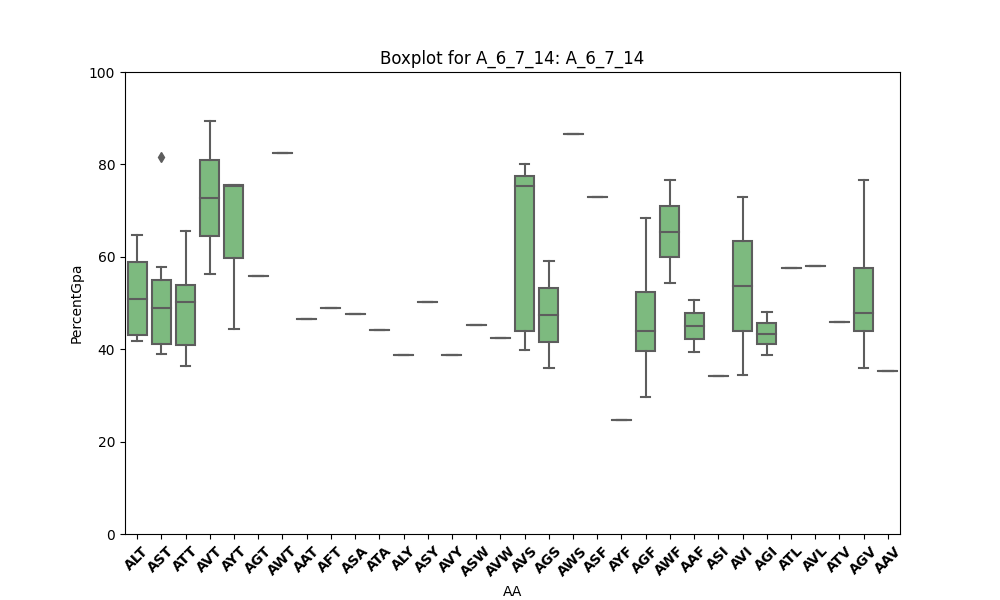 Boxplot for A_6_7_14: A_6_7_14
100
80
60
40
20
0
PercentGpa
ALT AST ATT AVT AYT AGT AWT AAT AFT ASA ATA ALY ASY AVY ASW AVW AVS AGS AWS ASF AYF AGF AWF AAF ASI AVI AGI ATL AVL ATV AGV AAV
AA